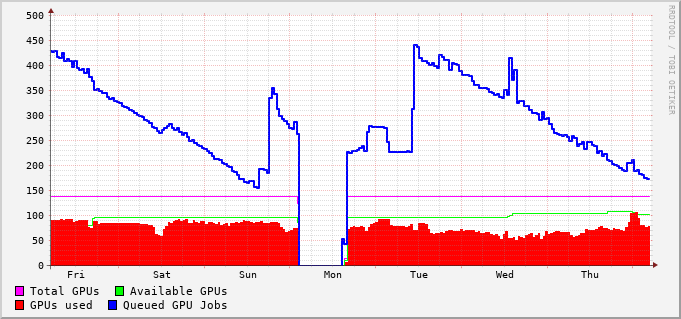 500
450
400
350
300
250
200
150
100
50
0
Fri Sat Sun Mon Tue Wed Thu
Total GPUs Available GPUs
GPUs used Queued GPU Jobs
RRDTOOL / TOBI OETIKER